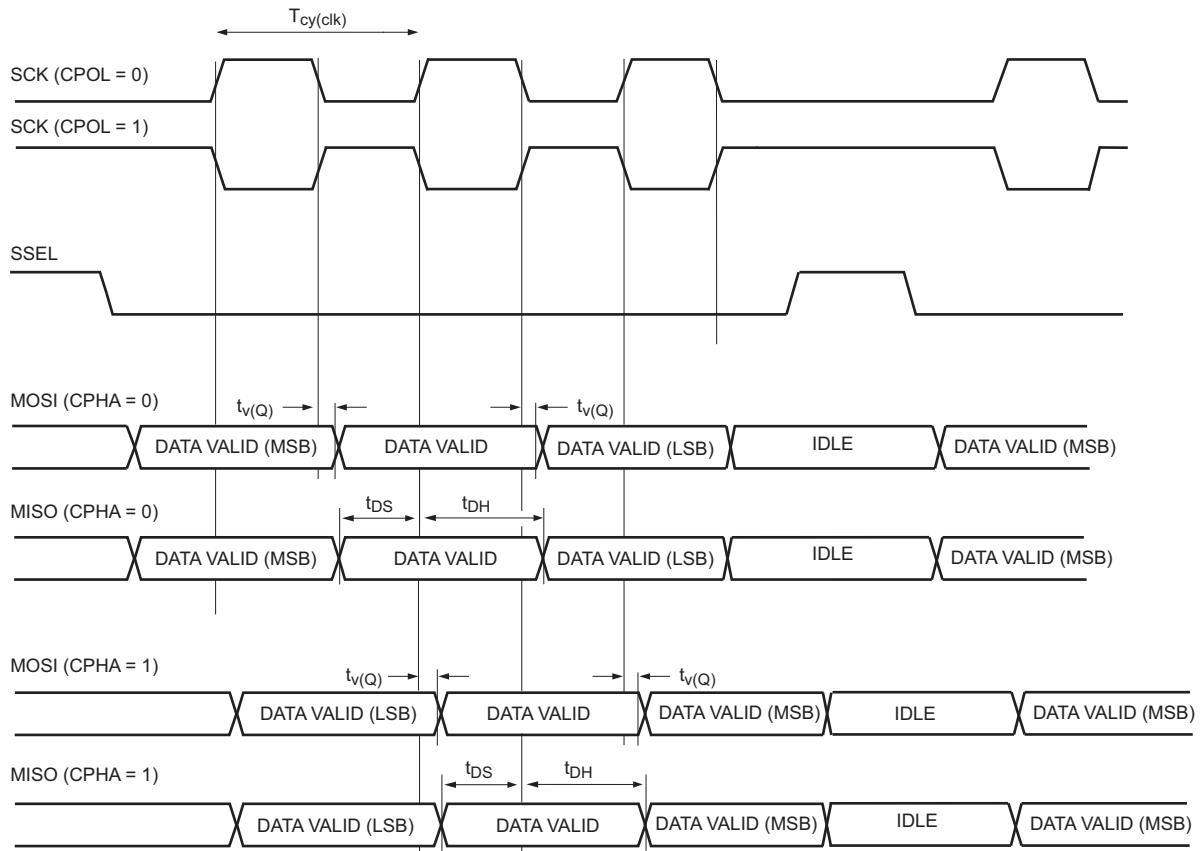 Tcy(clk)
SCK (CPOL = 0)
SCK (CPOL = 1)
SSEL
MOSI (CPHA = 0)
tv(Q) tv(Q)
DATA VALID (MSB) DATA VALID DATA VALID (LSB) IDLE DATA VALID (MSB)
MISO (CPHA = 0)
tDS tDH
DATA VALID (MSB) DATA VALID DATA VALID (LSB) IDLE DATA VALID (MSB)
MOSI (CPHA = 1)
tv(Q) tv(Q)
DATA VALID (LSB) DATA VALID DATA VALID (MSB) IDLE DATA VALID (MSB)
MISO (CPHA = 1)
tDS tDH
DATA VALID (LSB) DATA VALID DATA VALID (MSB) IDLE DATA VALID (MSB)